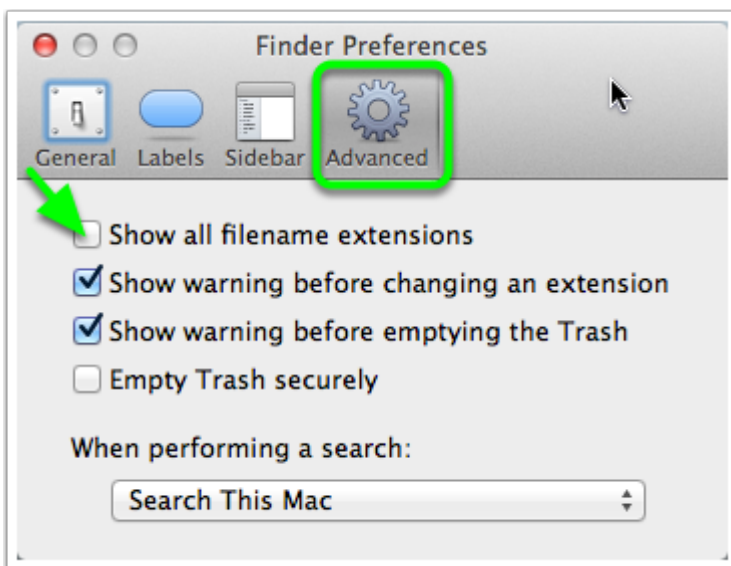 Finder Preferences
General Labels Sidebar Advanced
Show all filename extensions
Show warning before changing an extension
Show warning before emptying the Trash
Empty Trash securely
When performing a search:
Search This Mac